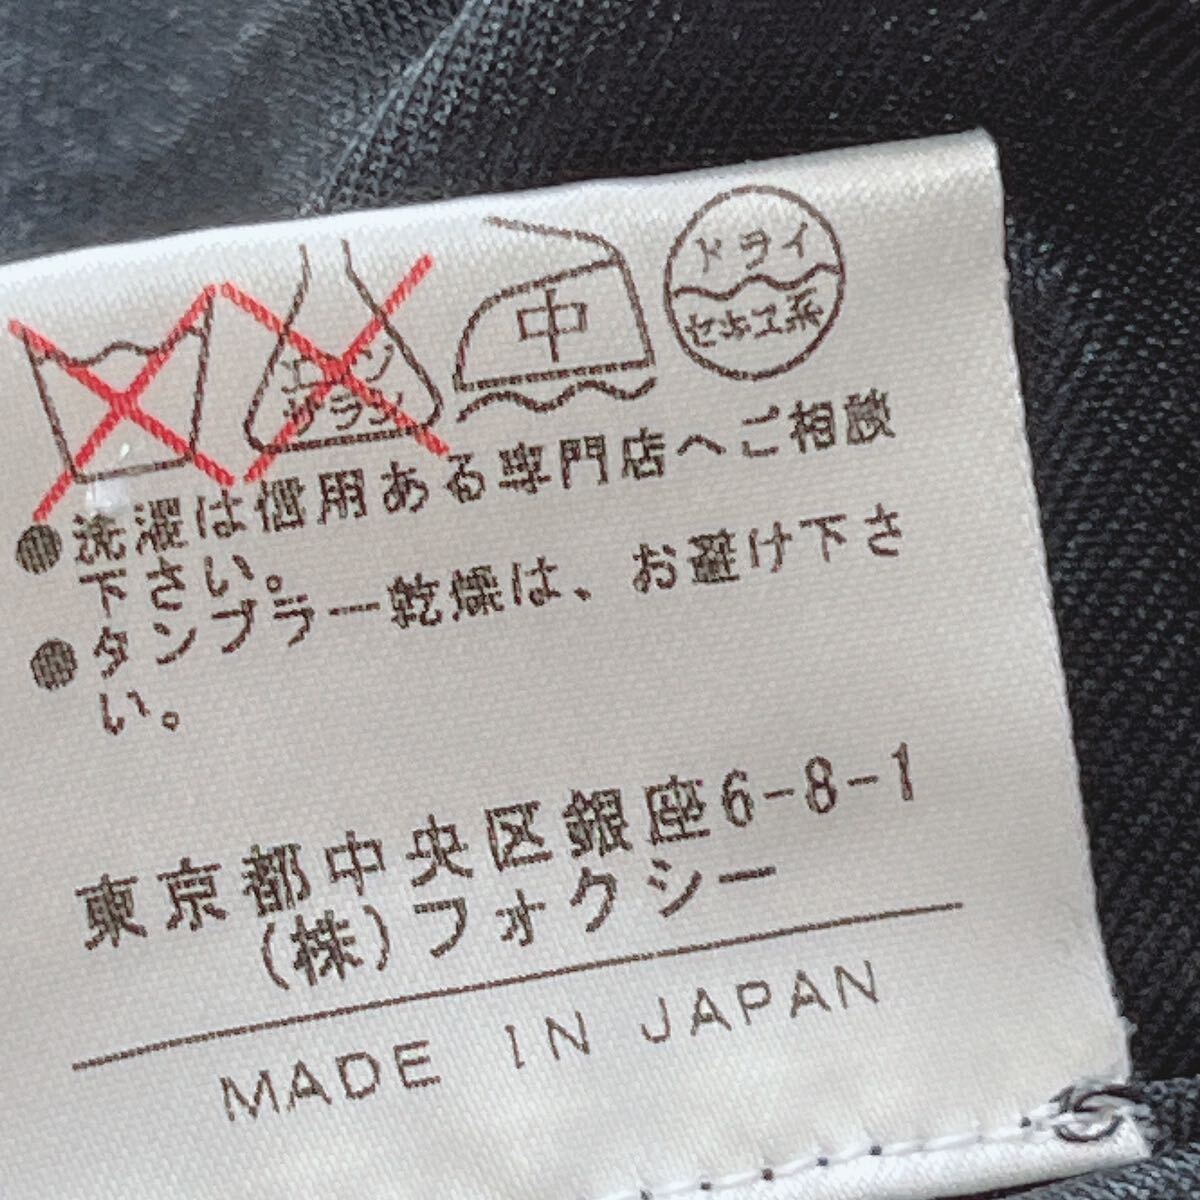 エンソ
サラシ
中
ドライ
セキユ系
●洗濯は信用ある専門店へご相談
下さい。
●タンブラー乾燥は、お避け下さ
い。
東京都中央区銀座6-8-1
(株)フォクシー
MADE IN JAPAN